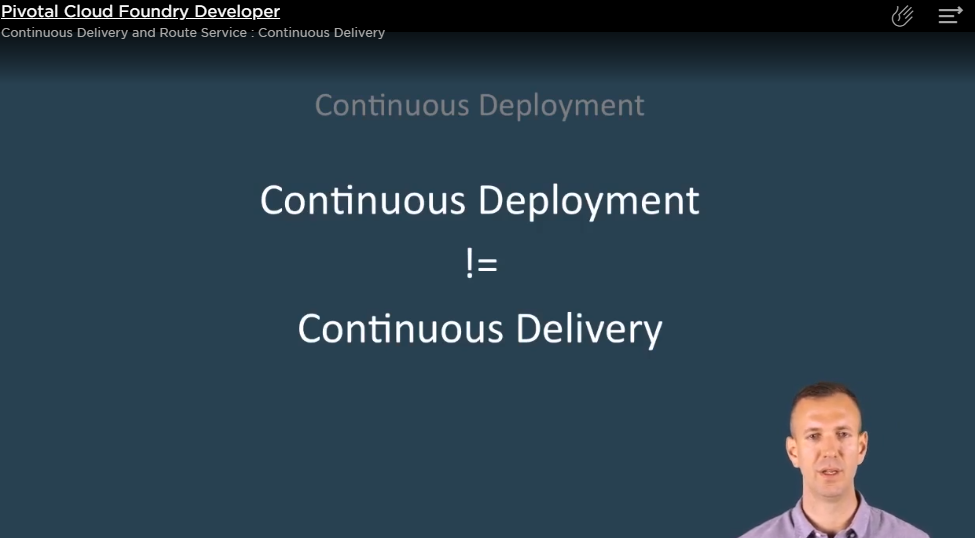 Pivotal Cloud Foundry Developer
Continuous Delivery and Route Service : Continuous Delivery
Continuous Deployment
Continuous Deployment
!=
Continuous Delivery